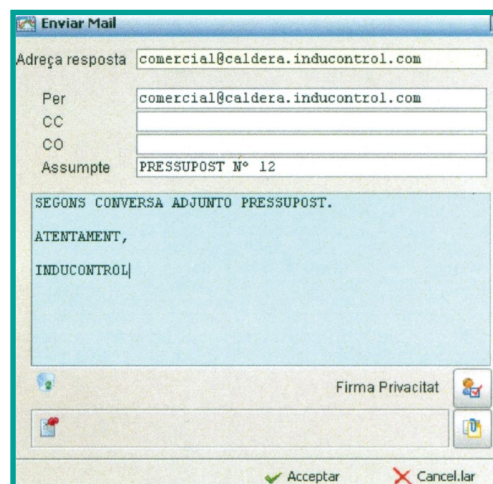 Enviar Mail
Adreça resposta comercial@caldera.inducontrol.com
Per comercial@caldera.inducontrol.com
CC
CO
Assumpte PRESSUPOST Nº 12
SEGONS CONVERSA ADJUNTO PRESSUPOST.
ATENTAMENT,
INDUCONTROL
Firma Privacitat
Acceptar Cancel.lar